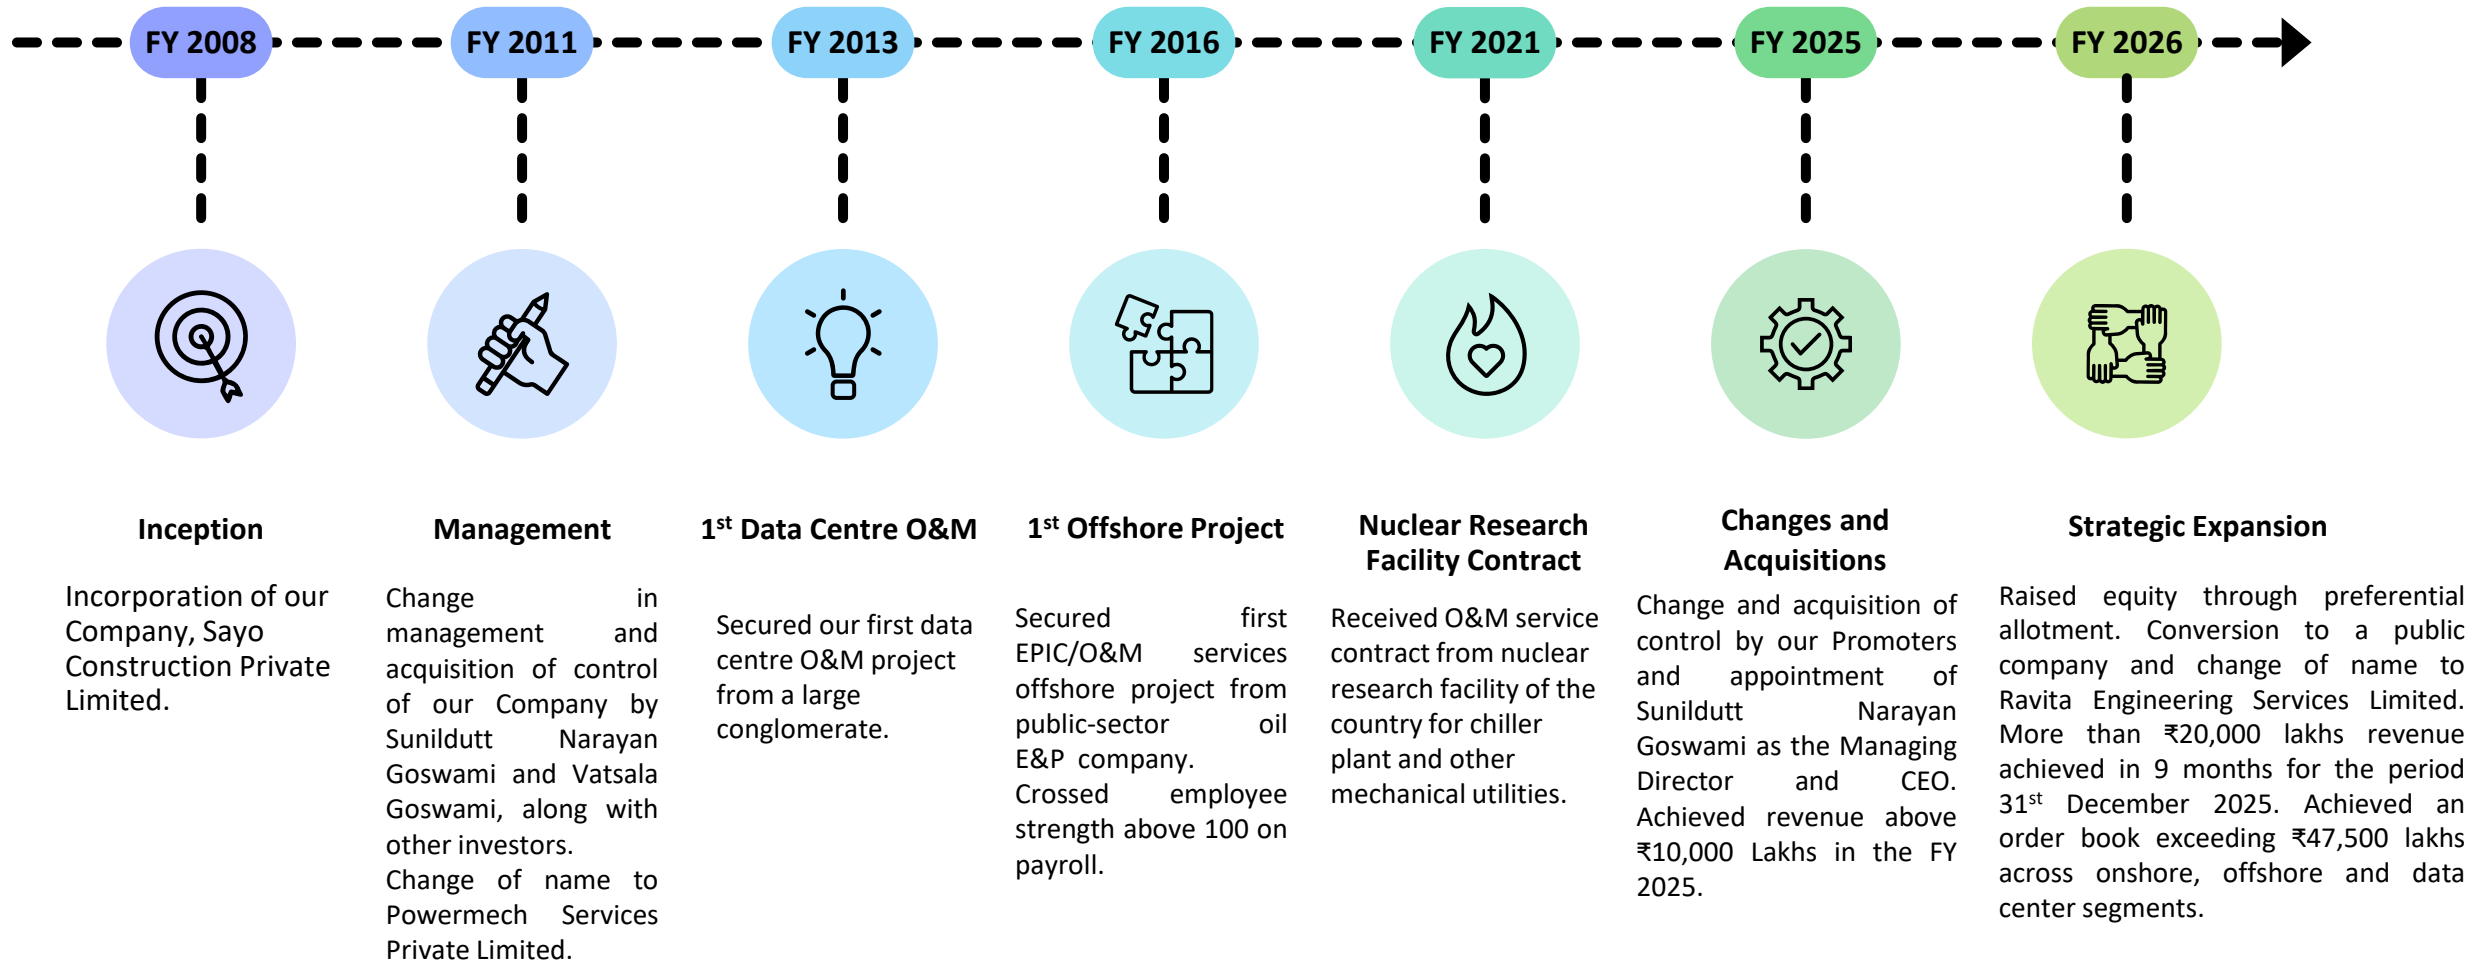 FY 2008
FY 2011
FY 2013
FY 2016
FY 2021
FY 2025
FY 2026
Inception
Incorporation of our
Company, Sayo
Construction Private
Limited.
Management
Change in
management and
acquisition of control
of our Company by
Sunildutt Narayan
Goswami and Vatsala
Goswami, along with
other investors.
Change of name to
Powermech Services
Private Limited.
1st Data Centre O&M
Secured our first data
centre O&M project
from a large
conglomerate.
1st Offshore Project
Secured first
EPIC/O&M services
offshore project from
public-sector oil
E&P company.
Crossed employee
strength above 100 on
payroll.
Nuclear Research
Facility Contract
Received O&M service
contract from nuclear
research facility of the
country for chiller
plant and other
mechanical utilities.
Changes and
Acquisitions
Change and acquisition of
control by our Promoters
and appointment of
Sunildutt Narayan
Goswami as the Managing
Director and CEO.
Achieved revenue above
₹10,000 Lakhs in the FY
2025.
Strategic Expansion
Raised equity through preferential
allotment. Conversion to a public
company and change of name to
Ravita Engineering Services Limited.
More than ₹20,000 lakhs revenue
achieved in 9 months for the period
31st December 2025. Achieved an
order book exceeding ₹47,500 lakhs
across onshore, offshore and data
center segments.